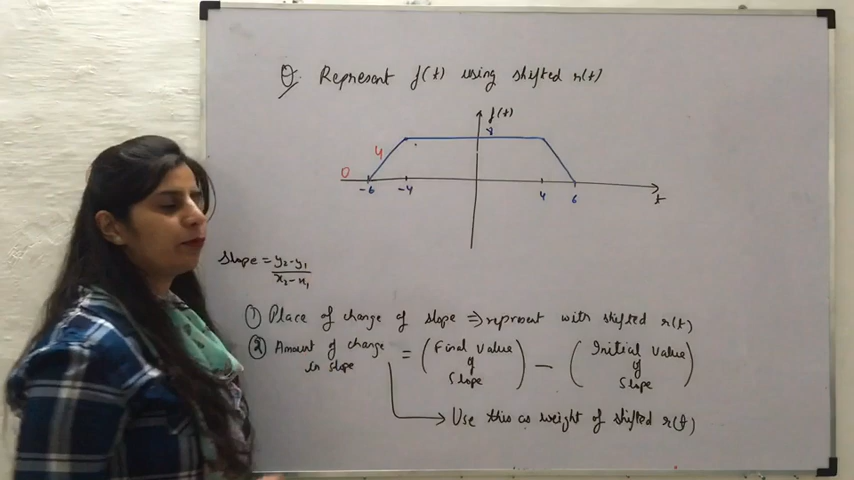 Q. Represent f(t) using shifted r(t)
f(t)
8
4
0
-6 -4 4 6 t
Slope = y2-y1
x2-x1
① Place of change of slope ⇒ represent with shifted r(t)
② Amount of change = (Final Value - (Initial Value
in slope of of
Slope) Slope)
Use this as weight of shifted r(t)